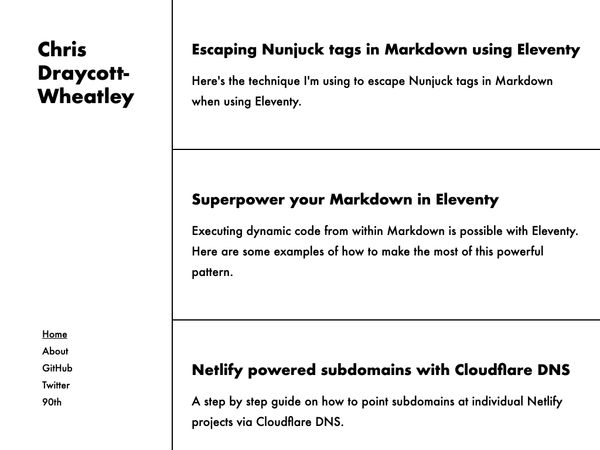 Chris
Draycott-
Wheatley
Home
About
GitHub
Twitter
90th
Escaping Nunjuck tags in Markdown using Eleventy
Here's the technique I'm using to escape Nunjuck tags in Markdown
when using Eleventy.
Superpower your Markdown in Eleventy
Executing dynamic code from within Markdown is possible with Eleventy.
Here are some examples of how to make the most of this powerful
pattern.
Netlify powered subdomains with Cloudflare DNS
A step by step guide on how to point subdomains at individual Netlify
projects via Cloudflare DNS.